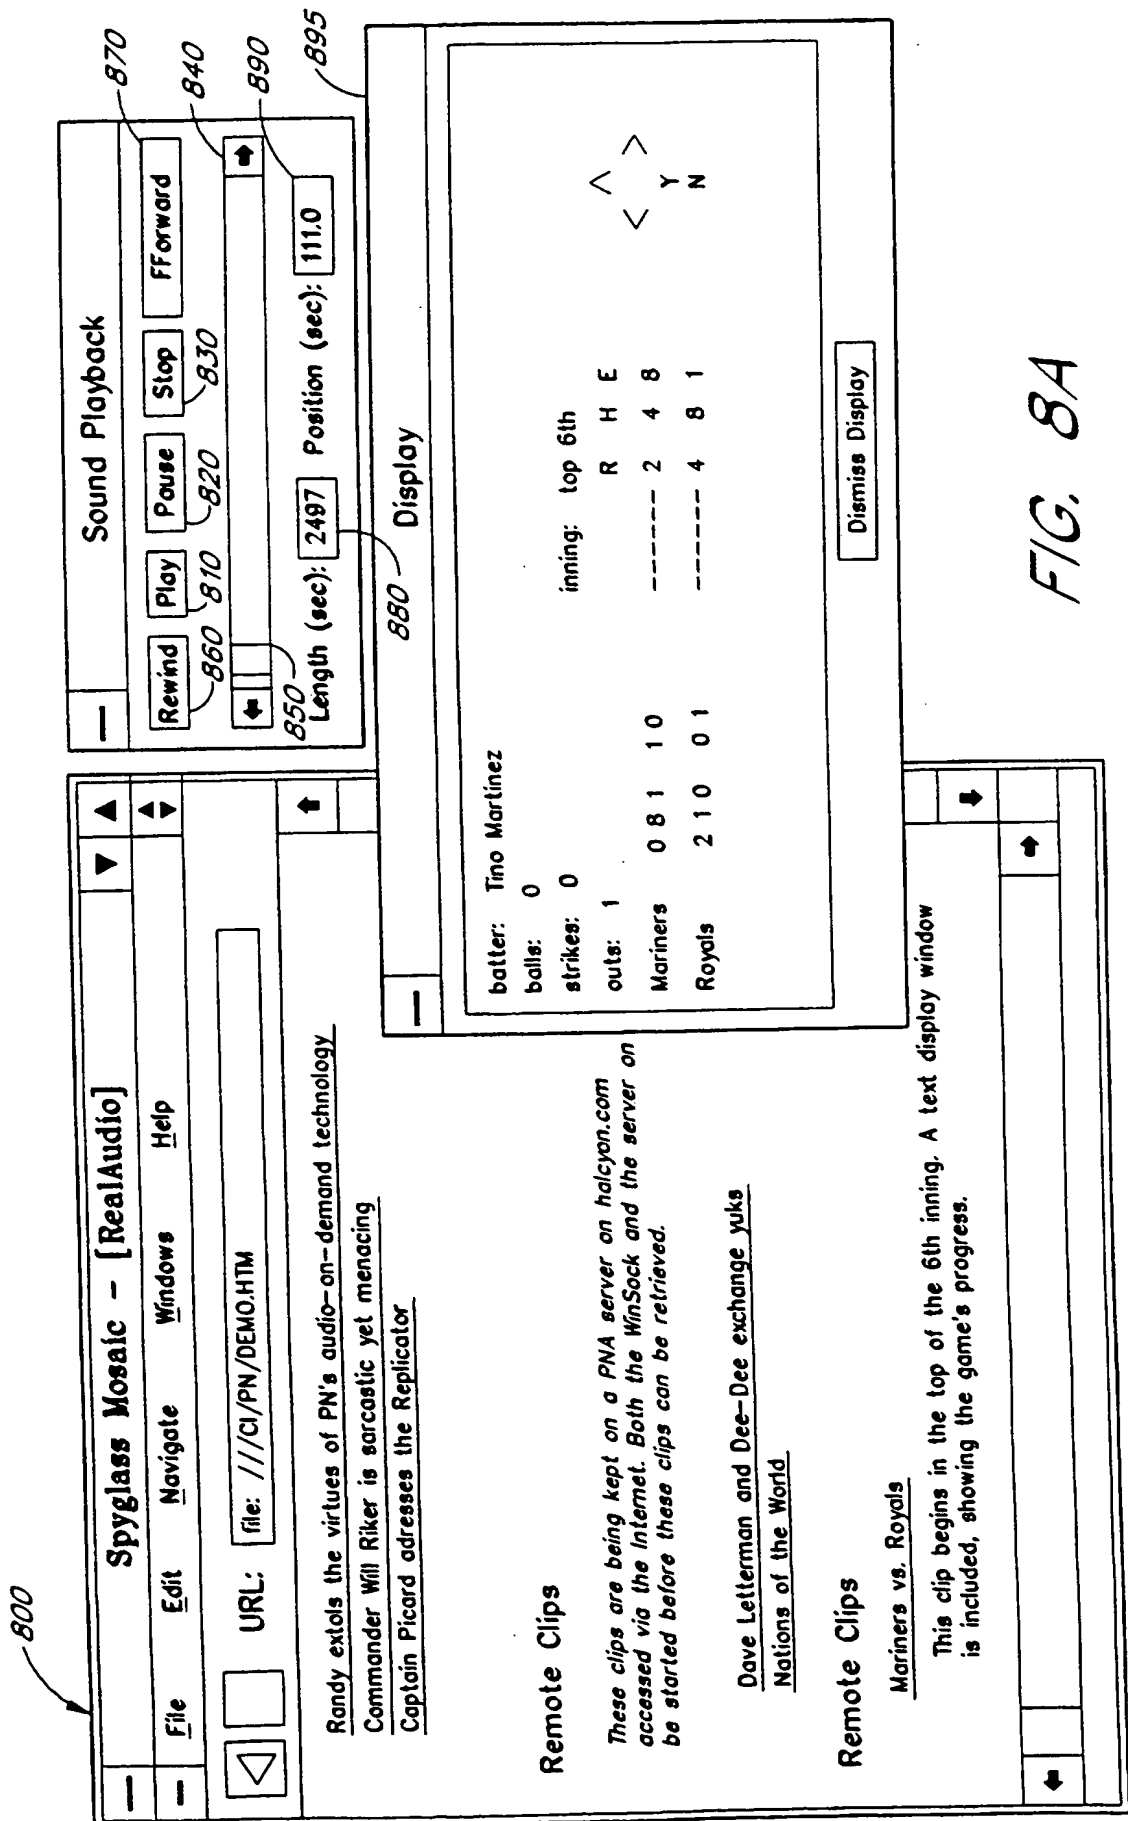 800
Spyglass Mosaic - [RealAudio]
File Edit Navigate Windows Help
URL: file: ///CI/PN/DEMO.HTM
Randy extols the virtues of PN's audio-on-demand technology
Commander Will Riker is sarcastic yet menacing
Captain Picard adresses the Replicator
Remote Clips
These clips are being kept on a PNA server on halcyon.com
accessed via the Internet. Both the WinSock and the server on
be started before these clips can be retrieved.
Dave Letterman and Dee-Dee exchange yuks
Nations of the World
Remote Clips
Mariners vs. Royals
This clip begins in the top of the 6th inning. A text display window
is included, showing the game's progress.
Sound Playback
Rewind Play Pause Stop FForward
860 810 820 830 870
840
850
Length (sec): 2497 Position (sec): 111.0
880
890
895
Display
batter: Tino Martinez
balls: 0
strikes: 0 inning: top 6th
outs: 1 R H E
Mariners 0 8 1 1 0 ------ 2 4 8
Royals 2 1 0 0 1 ------ 4 8 1
^
< >
Y
N
Dismiss Display
FIG. 8A